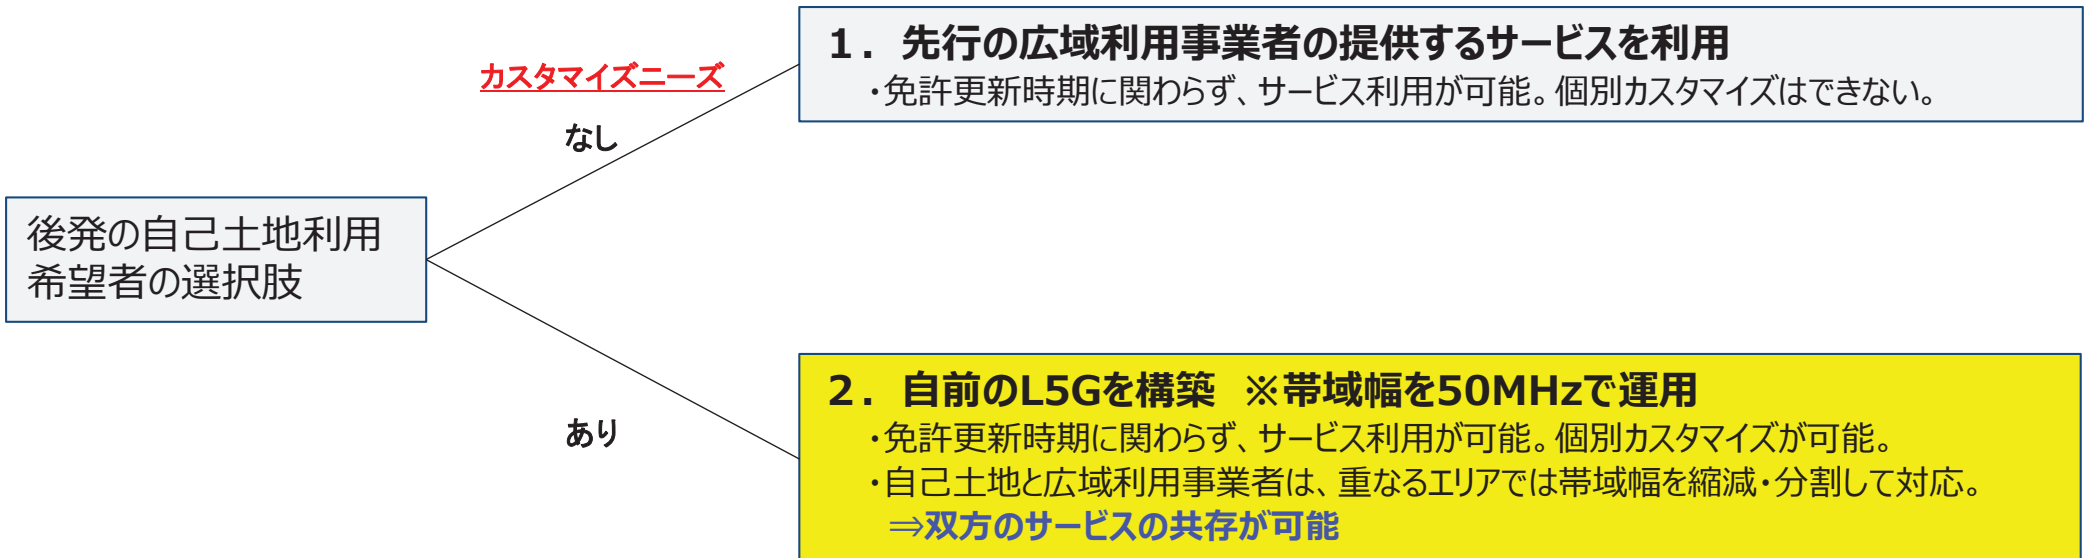 カスタマイズニーズ
なし
後発の自己土地利用
希望者の選択肢
あり
1. 先行の広域利用事業者の提供するサービスを利用
・免許更新時期に関わらず、サービス利用が可能。個別カスタマイズはできない。
2. 自前のL5Gを構築 ※帯域幅を50MHzで運用
・免許更新時期に関わらず、サービス利用が可能。個別カスタマイズが可能。
・自己土地と広域利用事業者は、重なるエリアでは帯域幅を縮減・分割して対応。
⇒双方のサービスの共存が可能